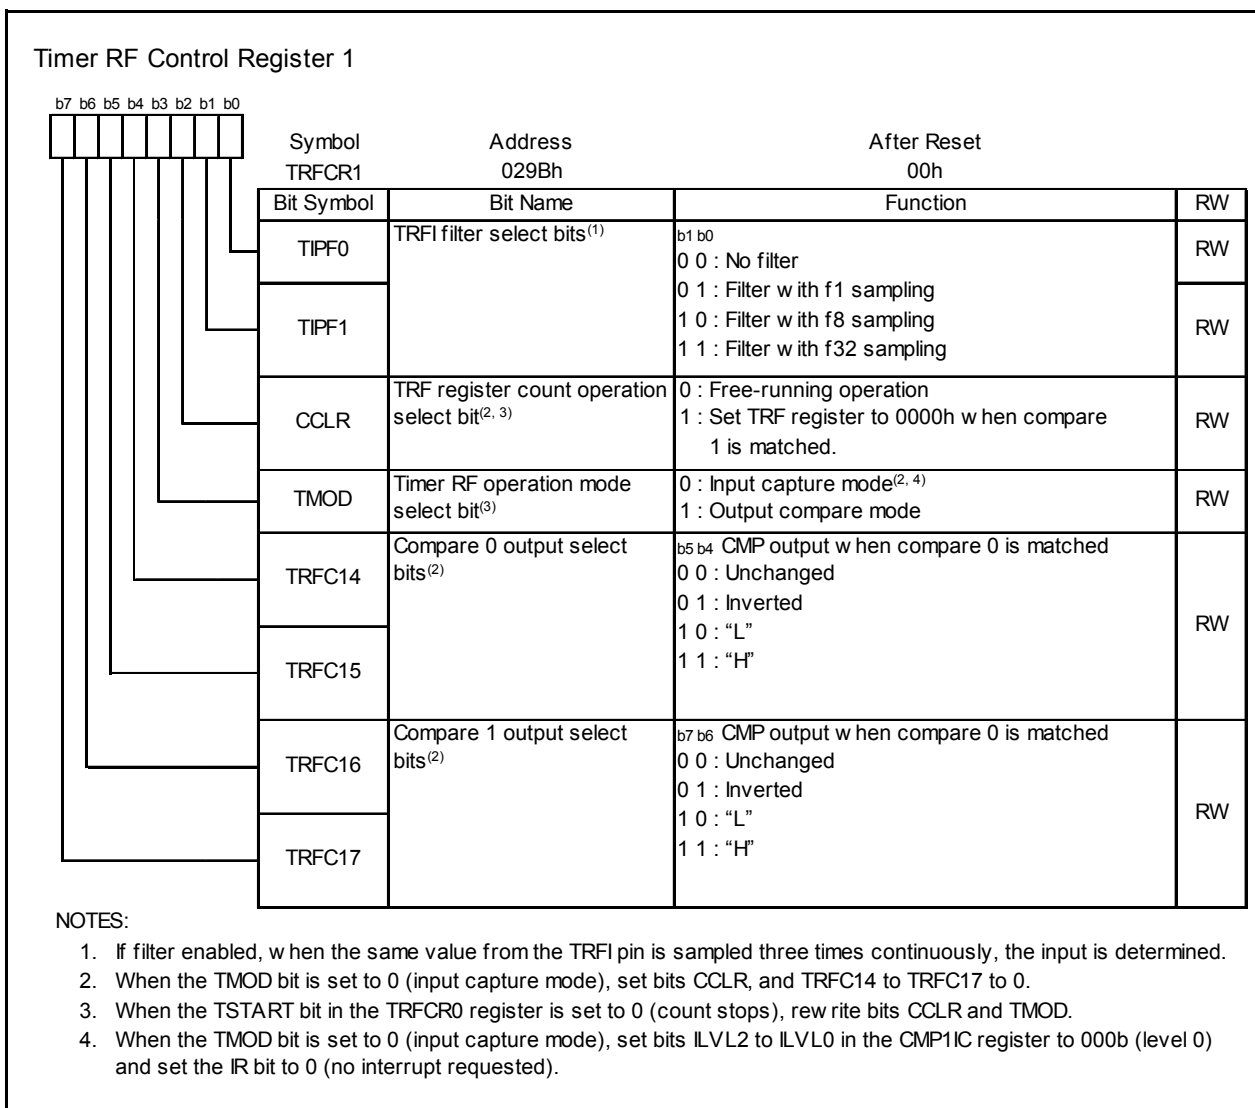 Timer RF Control Register 1
b7 b6 b5 b4 b3 b2 b1 b0
Symbol Address After Reset
TRFCR1 029Bh 00h
Bit Symbol Bit Name Function RW
TIPF0 TRFI filter select bits(1) b1 b0 RW
0 0 : No filter
0 1 : Filter with f1 sampling
TIPF1 1 0 : Filter with f8 sampling RW
1 1 : Filter with f32 sampling
TRF register count operation 0 : Free-running operation
CCLR select bit(2, 3) 1 : Set TRF register to 0000h when compare RW
1 is matched.
TMOD Timer RF operation mode 0 : Input capture mode(2, 4) RW
select bit(3) 1 : Output compare mode
Compare 0 output select b5 b4 CMP output when compare 0 is matched
TRFC14 bits(2) 0 0 : Unchanged
0 1 : Inverted
1 0 : “L” RW
TRFC15 1 1 : “H”
Compare 1 output select b7 b6 CMP output when compare 0 is matched
TRFC16 bits(2) 0 0 : Unchanged
0 1 : Inverted
1 0 : “L” RW
TRFC17 1 1 : “H”
NOTES:
1. If filter enabled, when the same value from the TRFI pin is sampled three times continuously, the input is determined.
2. When the TMOD bit is set to 0 (input capture mode), set bits CCLR, and TRFC14 to TRFC17 to 0.
3. When the TSTART bit in the TRFCR0 register is set to 0 (count stops), rewrite bits CCLR and TMOD.
4. When the TMOD bit is set to 0 (input capture mode), set bits ILVL2 to ILVL0 in the CMP1IC register to 000b (level 0)
and set the IR bit to 0 (no interrupt requested).